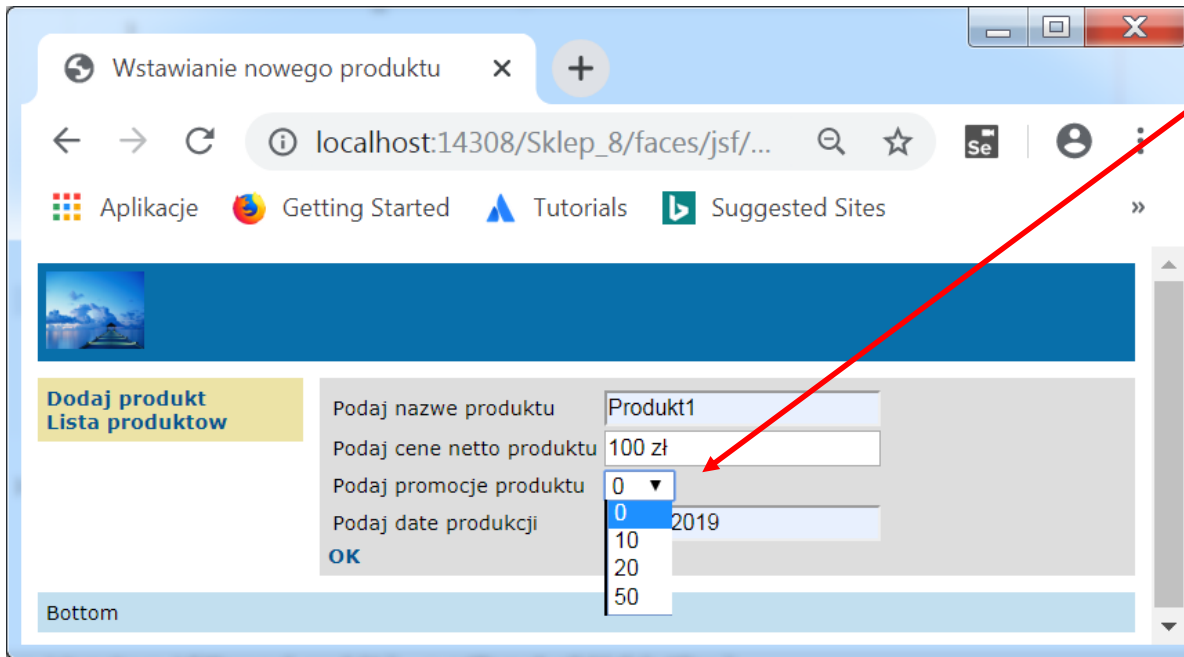 Wstawianie nowego produktu
localhost:14308/Sklep_8/faces/jsf/...
Se
Aplikacje Getting Started Tutorials Suggested Sites »
Dodaj produkt
Lista produktow
Podaj nazwe produktu Produkt1
Podaj cene netto produktu 100 zł
Podaj promocje produktu 0
Podaj date produkcji 2019
0
10
20
50
OK
Bottom